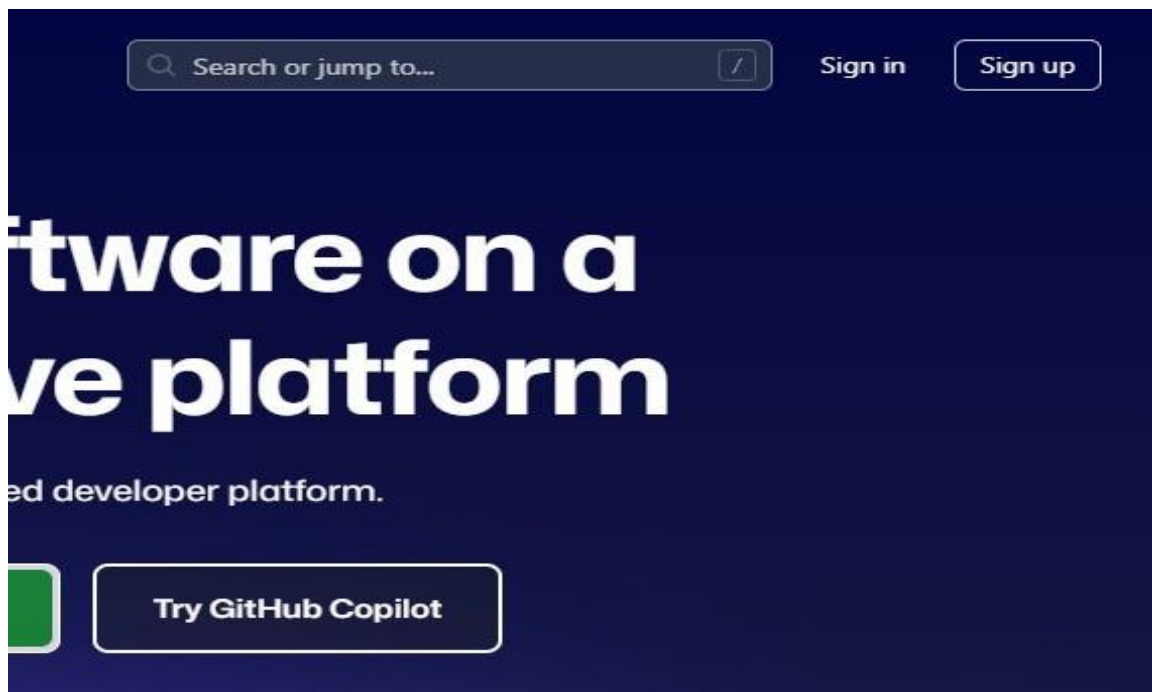 Search or jump to... /
Sign in
Sign up
ftware on a
ve platform
ed developer platform.
Try GitHub Copilot